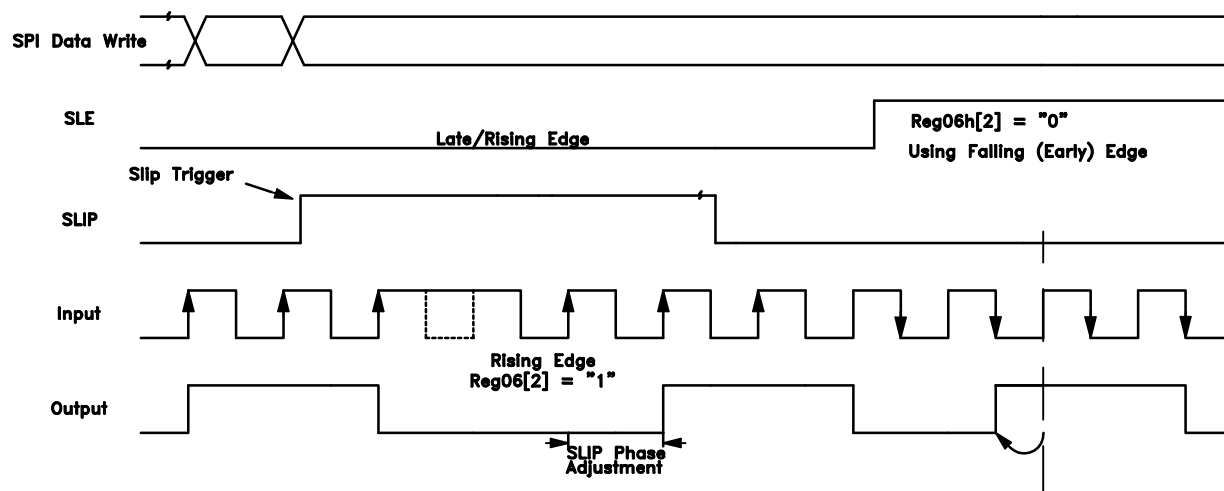 SPI Data Write
SLE
Late/Rising Edge
Reg06h[2] = "0"
Using Falling (Early) Edge
Slip Trigger
SLIP
Input
Rising Edge
Reg06[2] = "1"
Output
SLIP Phase
Adjustment